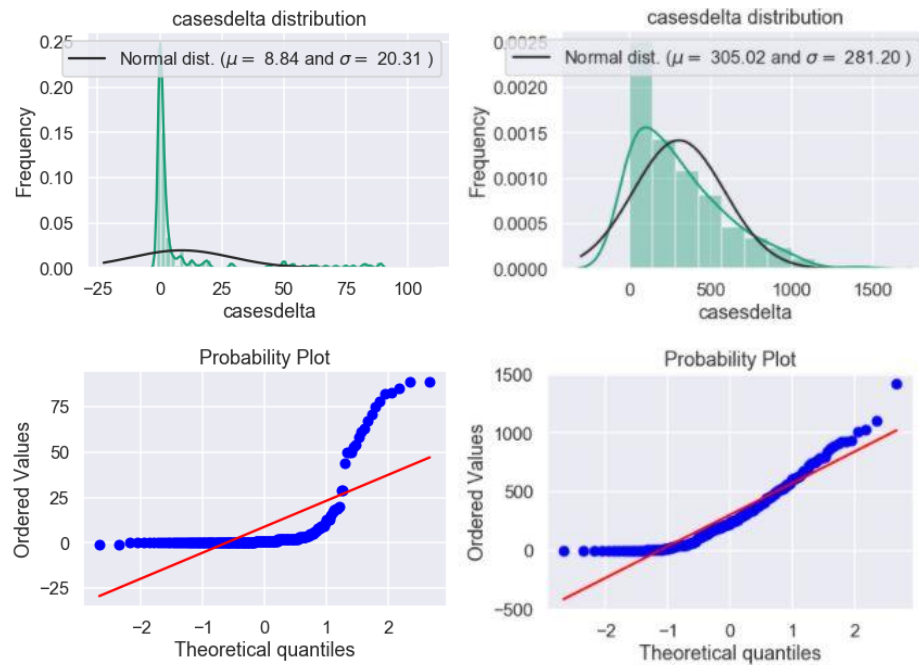 casesdelta distribution
Normal dist. (μ = 8.84 and σ = 20.31 )
0.25
0.20
0.15
0.10
0.05
0.00
Frequency
−25 0 25 50 75 100
casesdelta
casesdelta distribution
Normal dist. (μ = 305.02 and σ = 281.20 )
0.0025
0.0020
0.0015
0.0010
0.0005
0.0000
Frequency
0 500 1000 1500
casesdelta
Probability Plot
75
50
25
0
−25
Ordered Values
−2 −1 0 1 2
Theoretical quantiles
Probability Plot
1500
1000
500
0
−500
Ordered Values
−2 −1 0 1 2
Theoretical quantiles